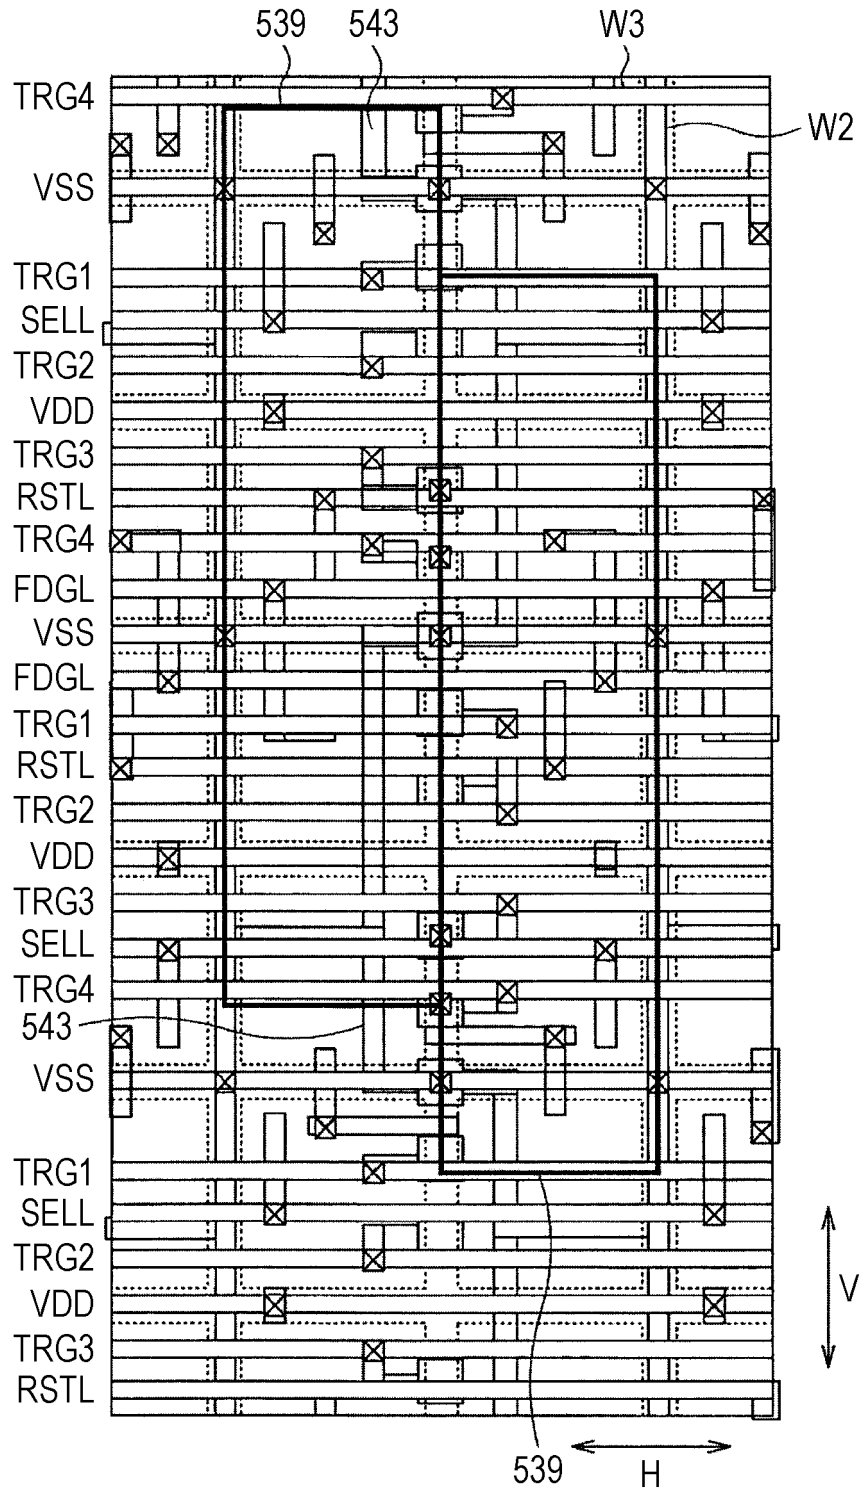 539 543 W3
TRG4
W2
VSS
TRG1
SELL
TRG2
VDD
TRG3
RSTL
TRG4
FDGL
VSS
FDGL
TRG1
RSTL
TRG2
VDD
TRG3
SELL
TRG4
543
VSS
TRG1
SELL
TRG2
V
VDD
TRG3
RSTL
539 H